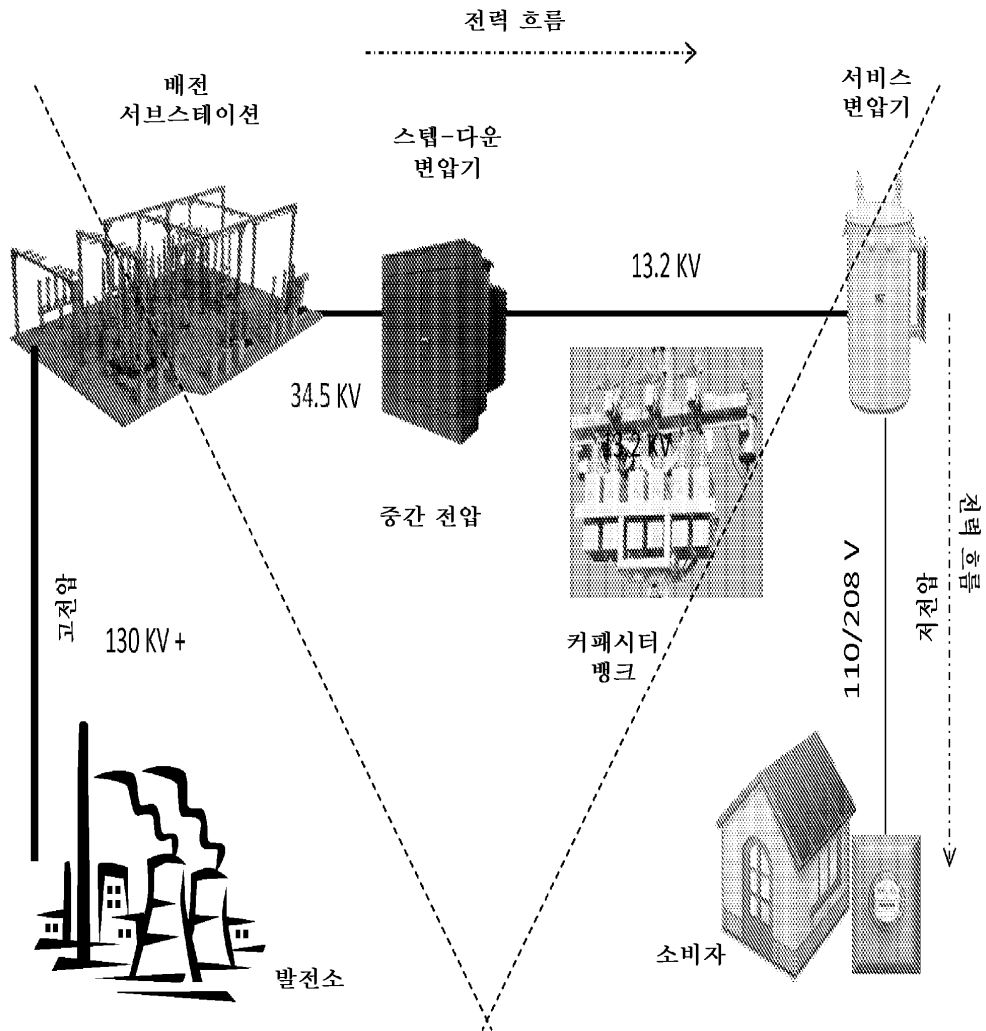 전력 흐름
배전
서브스테이션
서비스
변압기
스텝-다운
변압기
13.2 KV
34.5 KV
13.2 KV
중간 전압
전력 흐름
저전압
110/208 V
고전압
130 KV +
커패시터
뱅크
소비자
발전소